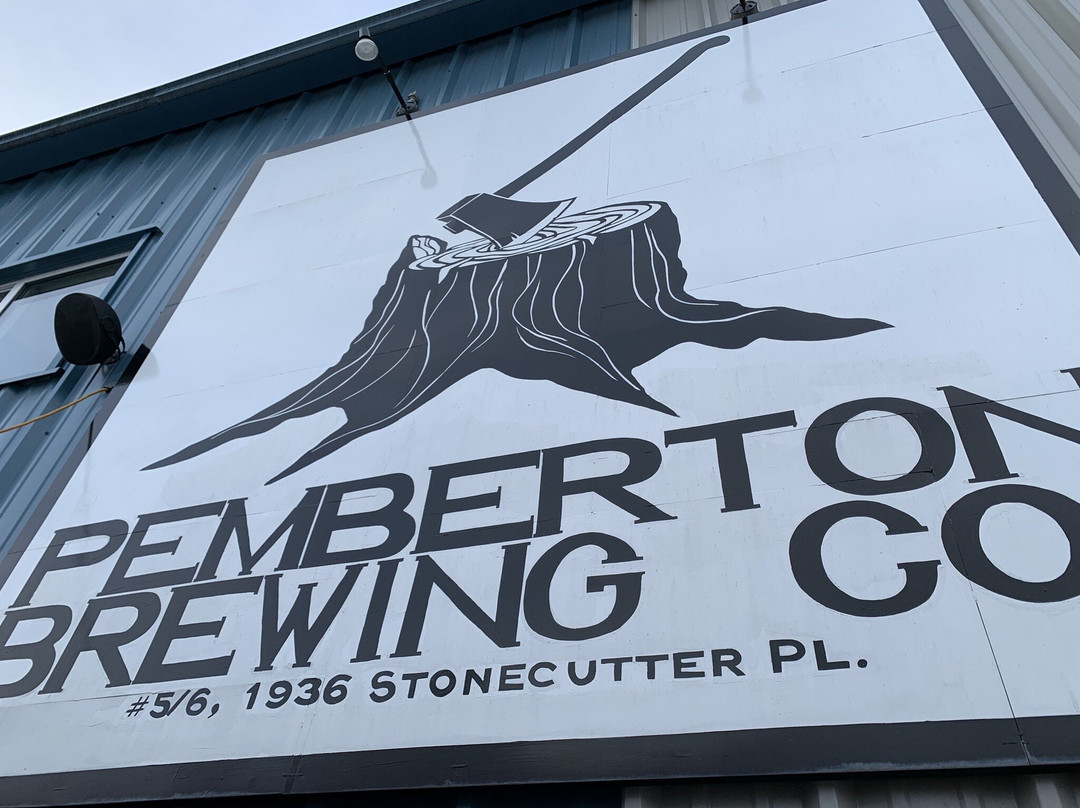 PEMBERTON
BREWING CO
#5/6, 1936 STONECUTTER PL.